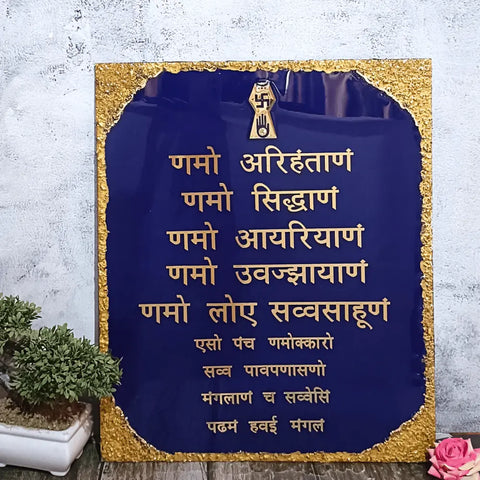 णमो अरिहंताणं
णमो सिद्धाणं
णमो आयरियाणं
णमो उवज्झायाणं
णमो लोए सव्वसाहूणं
एसो पंच णमोक्कारो
सव्व पावपणासणो
मंगलाणं च सव्वेसिं
पढमं हवई मंगलं